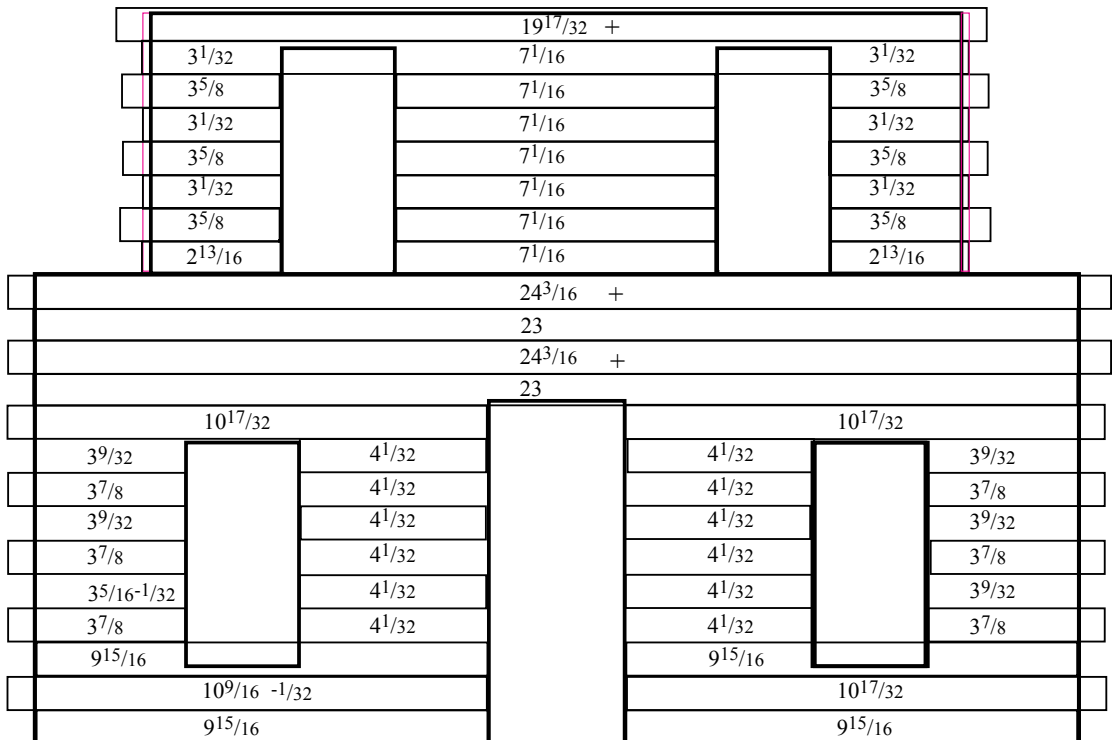 19 17/32 +
3 1/32 7 1/16 3 1/32
3 5/8 7 1/16 3 5/8
3 1/32 7 1/16 3 1/32
3 5/8 7 1/16 3 5/8
3 1/32 7 1/16 3 1/32
3 5/8 7 1/16 3 5/8
2 13/16 7 1/16 2 13/16
24 3/16 +
23
24 3/16 +
23
10 17/32 10 17/32
3 9/32 4 1/32 4 1/32 3 9/32
3 7/8 4 1/32 4 1/32 3 7/8
3 9/32 4 1/32 4 1/32 3 9/32
3 7/8 4 1/32 4 1/32 3 7/8
3 5/16 -1/32 4 1/32 4 1/32 3 9/32
3 7/8 4 1/32 4 1/32 3 7/8
9 15/16 9 15/16
10 9/16 -1/32 10 17/32
9 15/16 9 15/16